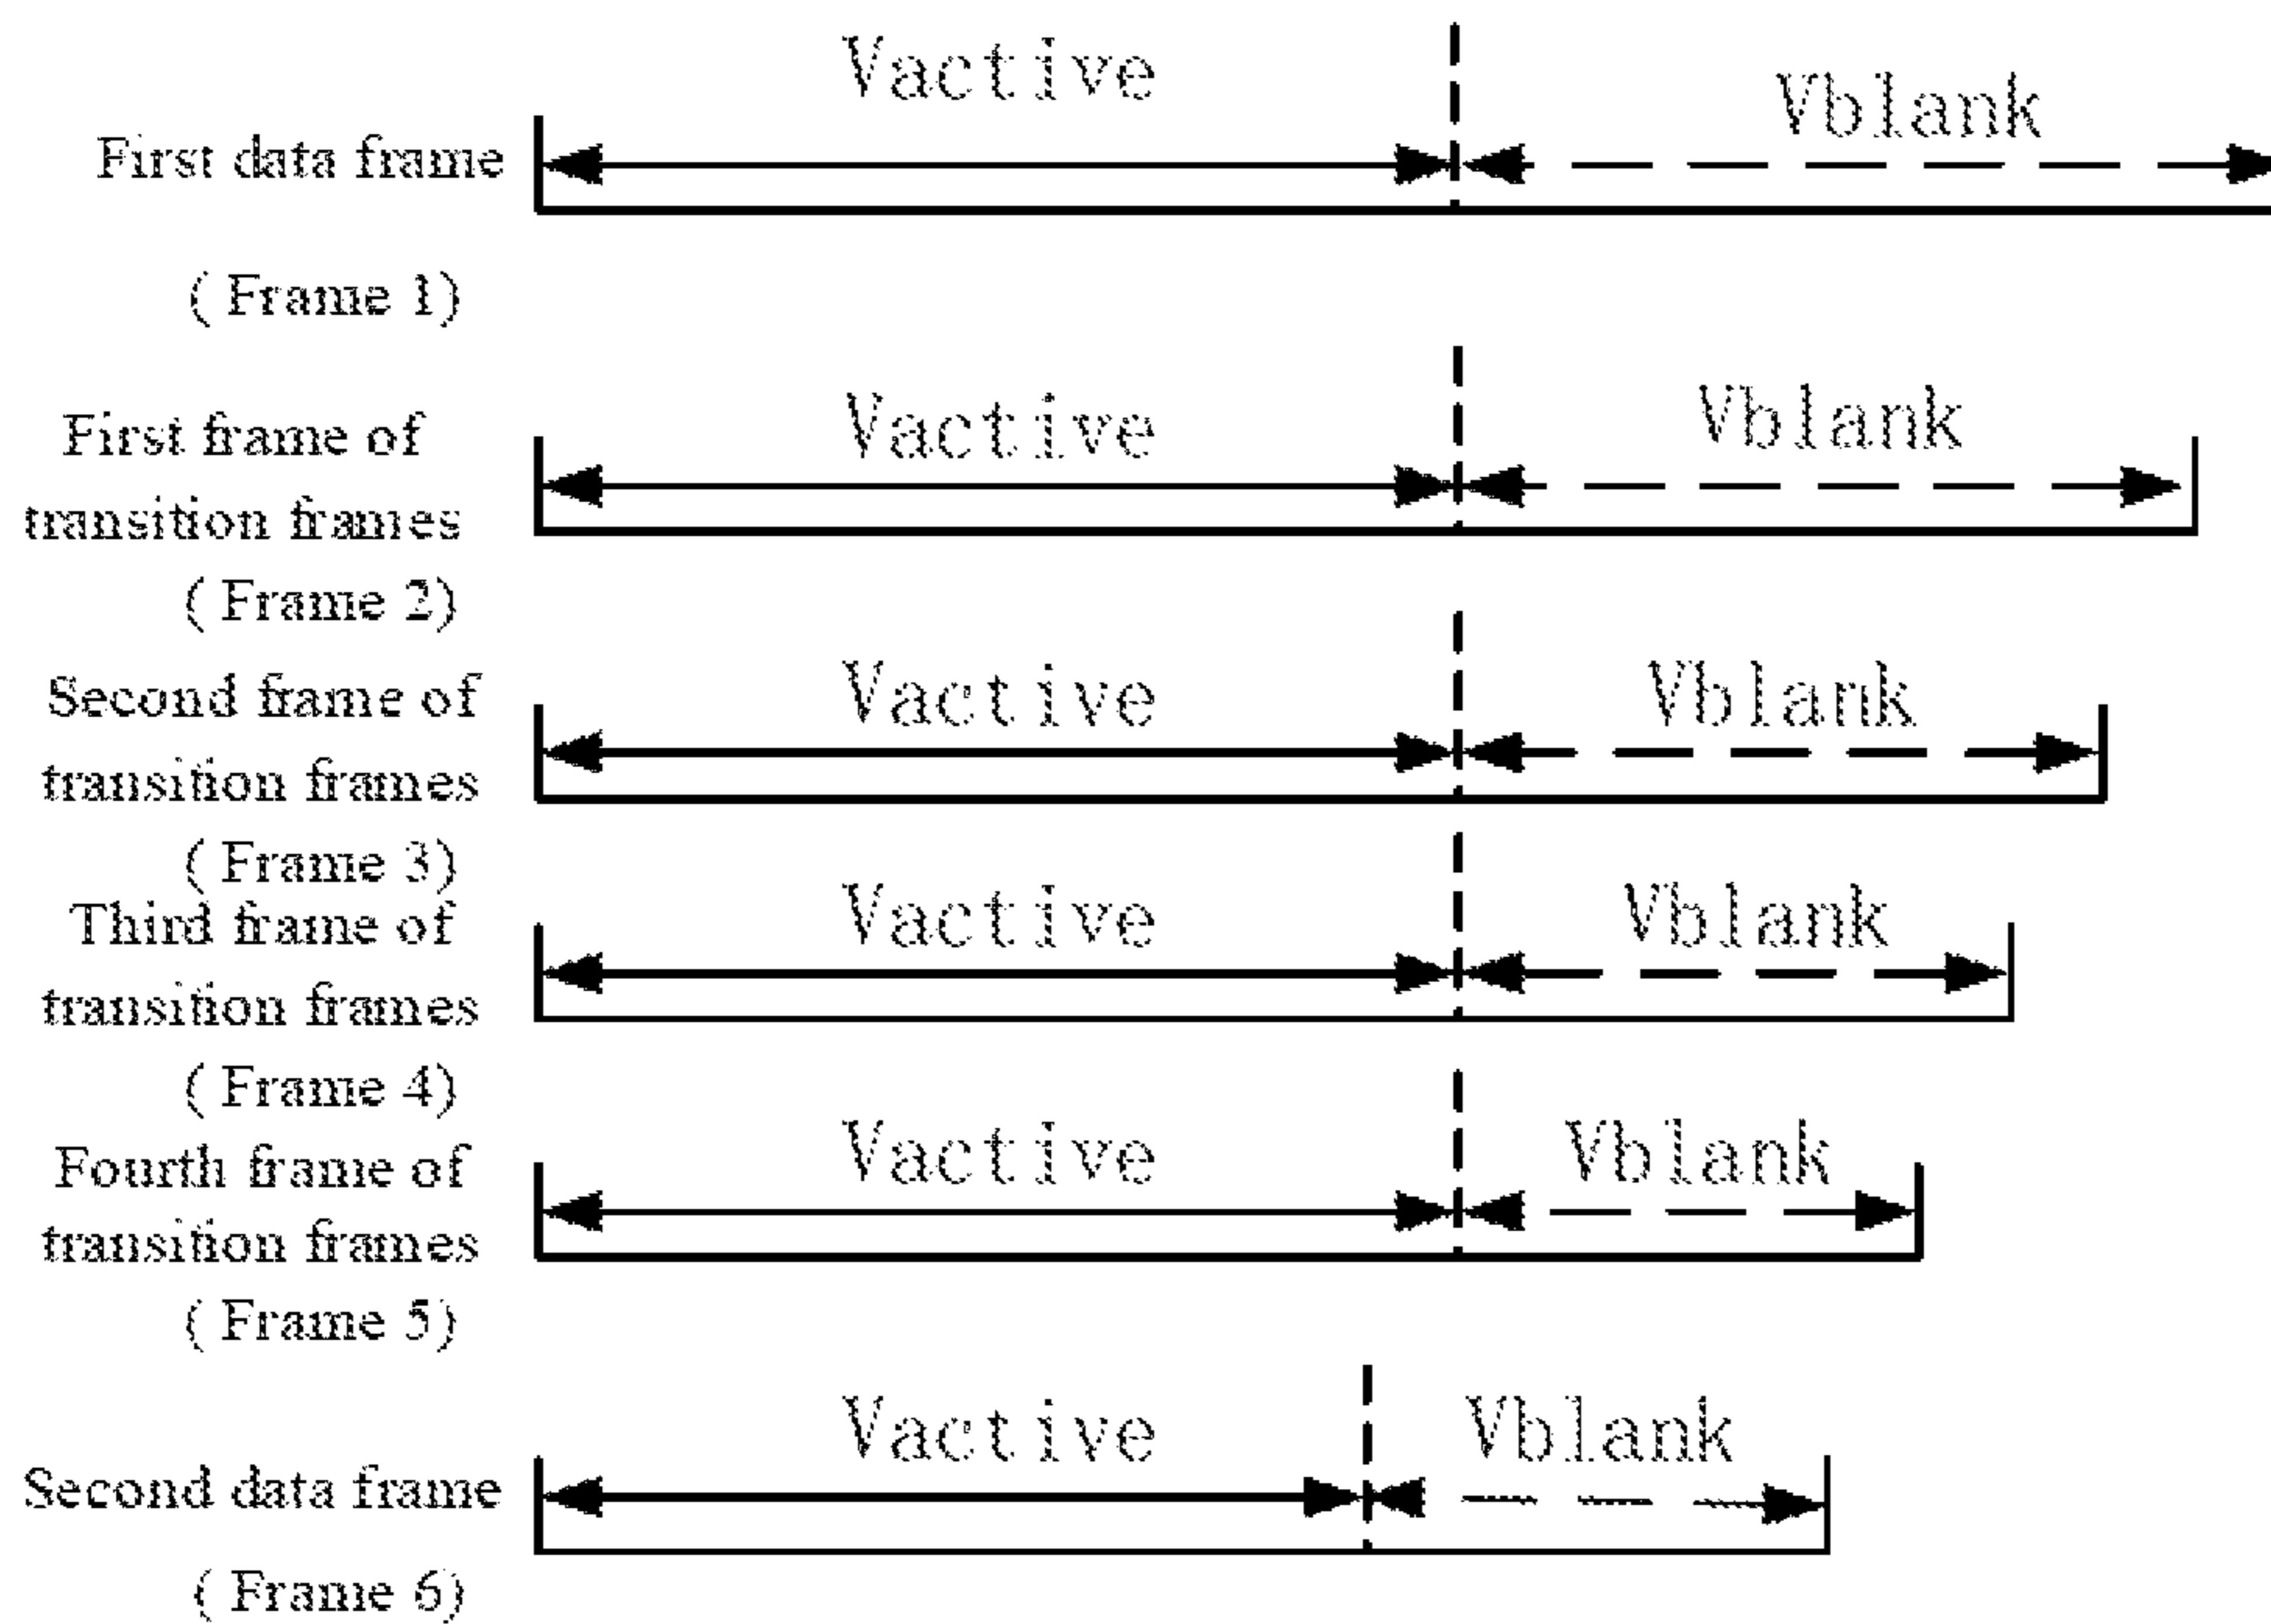 Vactive Vblank
First data frame
( Frame 1)
Vactive Vblank
First frame of
transition frames
( Frame 2)
Vactive Vblank
Second frame of
transition frames
( Frame 3)
Vactive Vblank
Third frame of
transition frames
( Frame 4)
Vactive Vblank
Fourth frame of
transition frames
( Frame 5)
Vactive Vblank
Second data frame
( Frame 6)